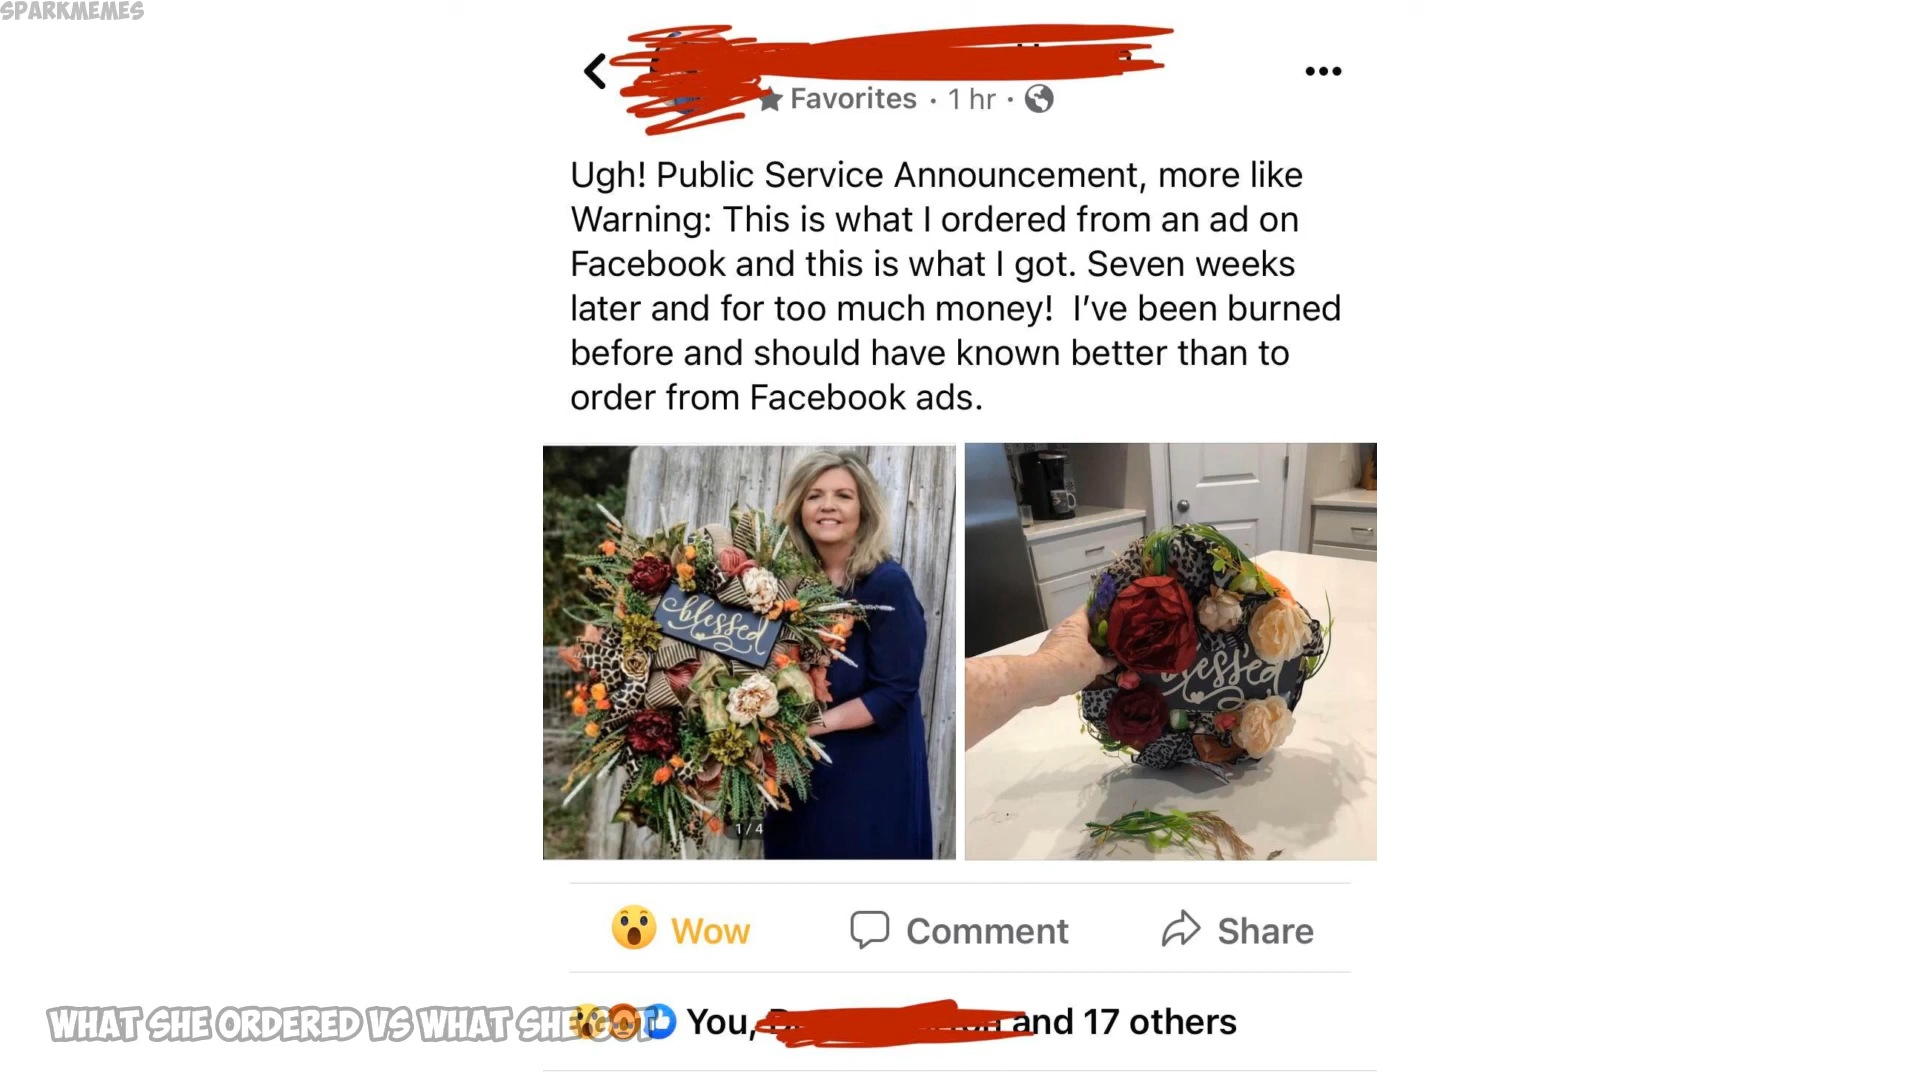 SPARKMEMES
Favorites · 1 hr ·
Ugh! Public Service Announcement, more like
Warning: This is what I ordered from an ad on
Facebook and this is what I got. Seven weeks
later and for too much money!  I've been burned
before and should have known better than to
order from Facebook ads.
blessed
1/4
Wow
Comment
Share
WHAT SHE ORDERED VS WHAT SHE GOT
You,
and 17 others